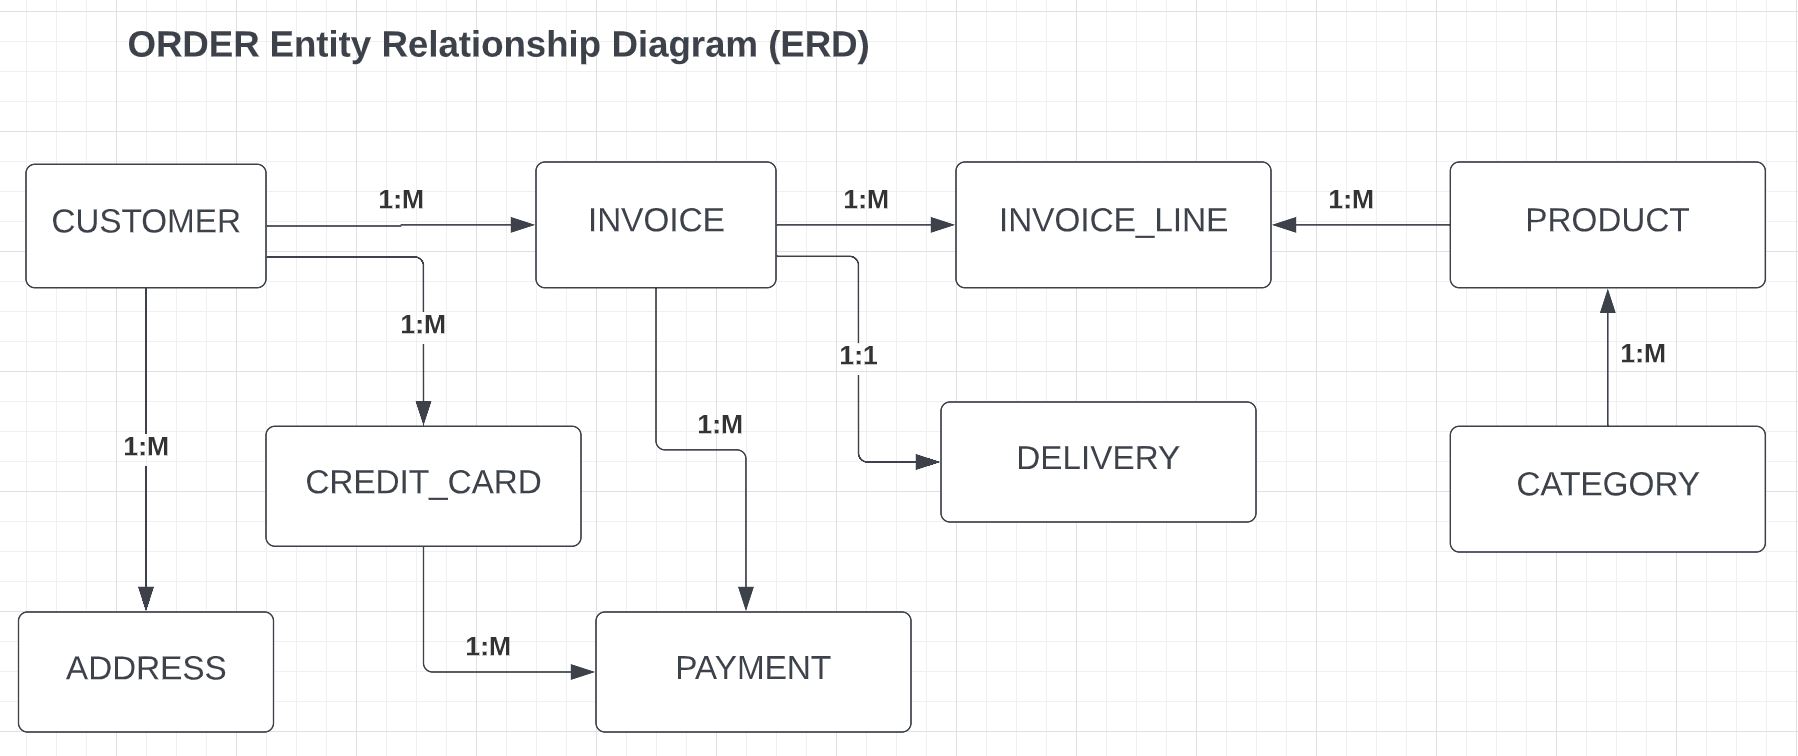 ORDER Entity Relationship Diagram (ERD)
CUSTOMER
1:M
INVOICE
1:M
INVOICE_LINE
1:M
PRODUCT
1:M
1:1
1:M
1:M
1:M
CREDIT_CARD
DELIVERY
CATEGORY
1:M
ADDRESS
PAYMENT